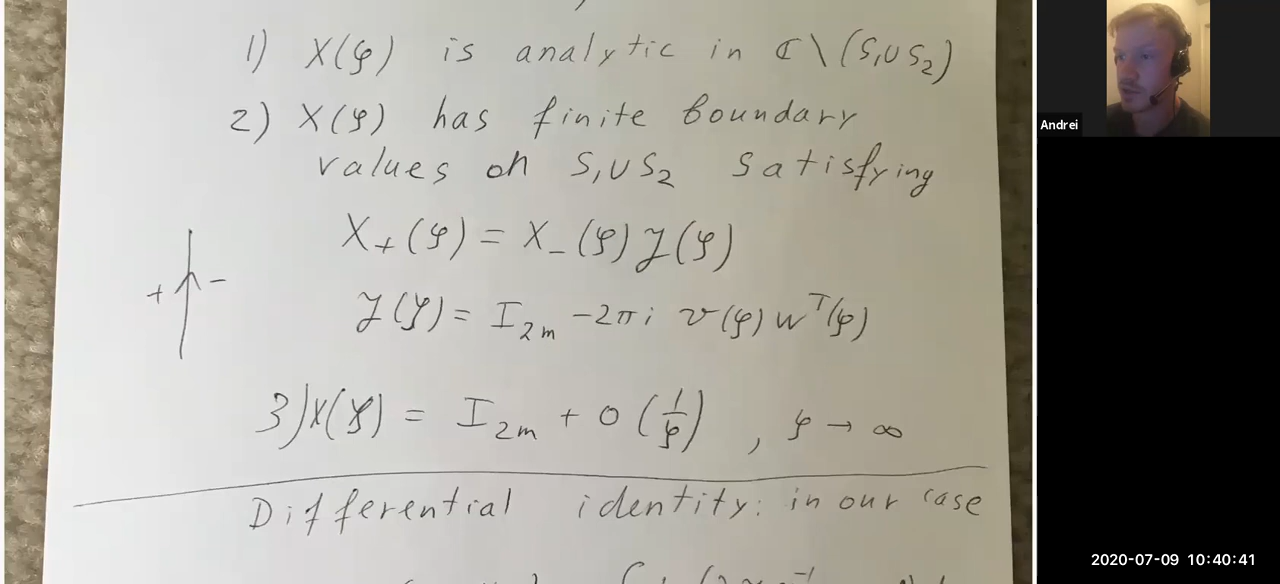 1) X(ζ) is analytic in ℂ \ (S₁∪S₂)
2) X(ζ) has finite boundary
values on S₁∪S₂ satisfying
X₊(ζ) = X₋(ζ) J(ζ)
+ -
J(ζ) = I₂ₘ - 2πi v(ζ) wᵀ(ζ)
3) X(ζ) = I₂ₘ + O(1/ζ), ζ → ∞
Differential identity: in our case
Andrei
2020-07-09 10:40:41